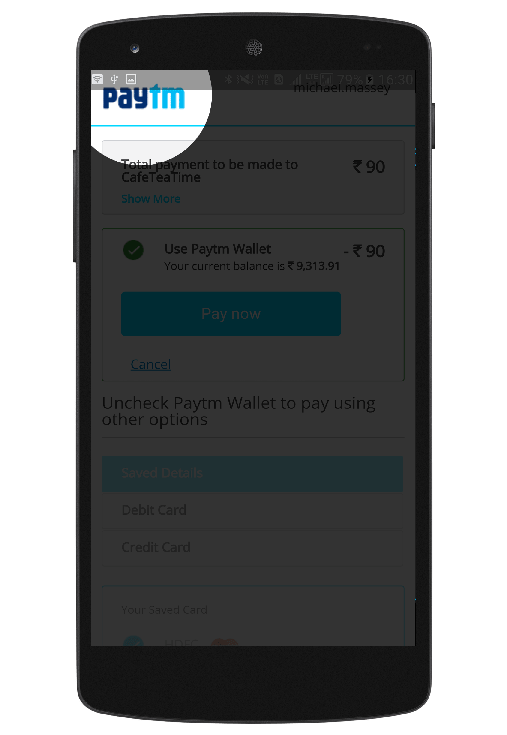 79% 16:30
paytm
michael.massey
Total payment to be made to
CafeTeaTime
₹ 90
Show More
Use Paytm Wallet
- ₹ 90
Your current balance is ₹ 9,313.91
Pay now
Cancel
Uncheck Paytm Wallet to pay using
other options
Saved Details
Debit Card
Credit Card
Your Saved Card
HDFC